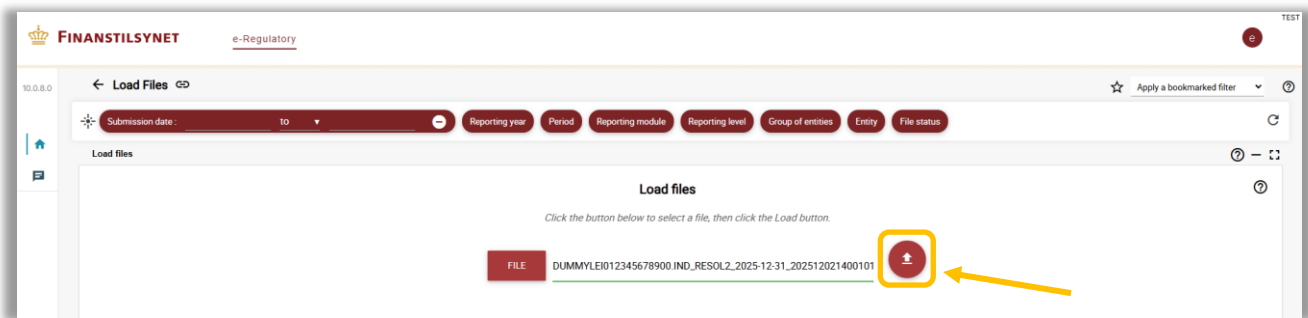 TEST
FINANSTILSYNET
e-Regulatory
e
10.0.8.0
Load Files
Apply a bookmarked filter
Submission date : to
Reporting year
Period
Reporting module
Reporting level
Group of entities
Entity
File status
Load files
Load files
Click the button below to select a file, then click the Load button.
FILE
DUMMYLEI012345678900.IND_RESOL2_2025-12-31_202512021400101